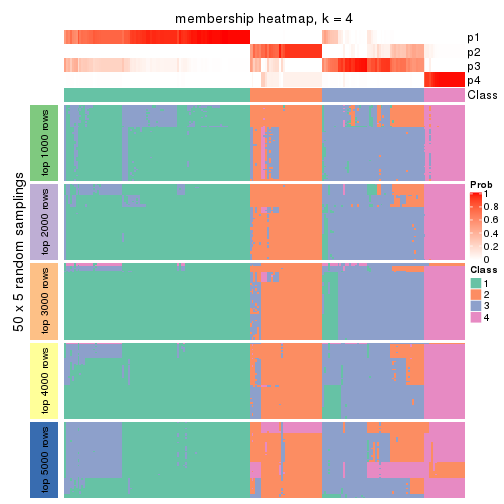 membership heatmap, k = 4
p1
p2
p3
p4
Class
50 x 5 random samplings
top 1000 rows
top 2000 rows
top 3000 rows
top 4000 rows
top 5000 rows
Prob
1
0.8
0.6
0.4
0.2
0
Class
1
2
3
4